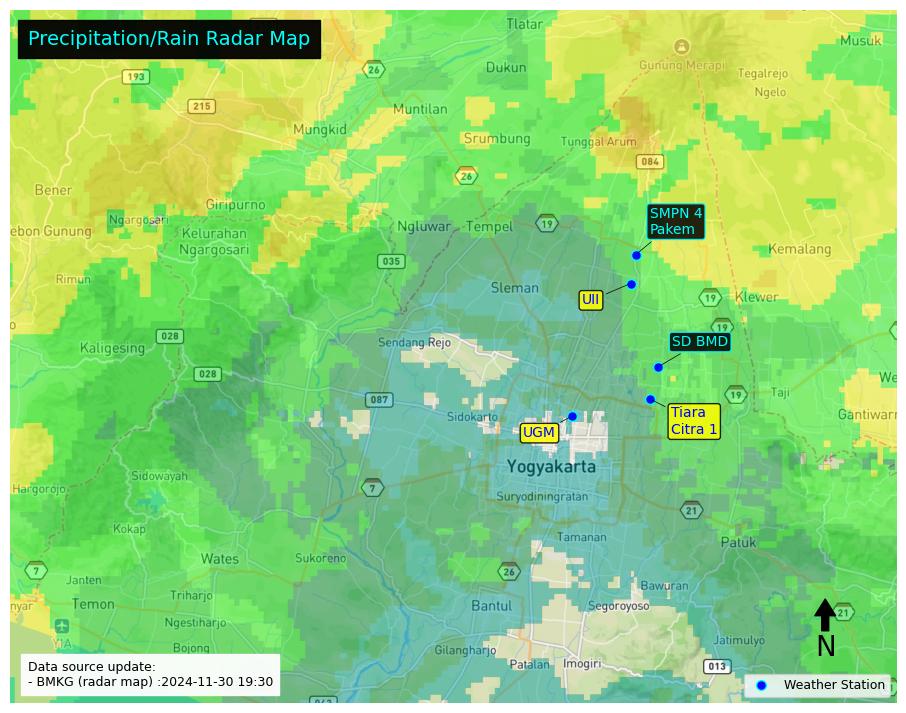 Precipitation/Rain Radar Map
Tlatar
Musuk
193
26
Dukun
Gunung Merapi
Tegalrejo
Ngelo
215
Muntilan
Mungkid
Srumbung
Tunggal Arum
084
26
Bener
Giripurno
Ngargosari
SMPN 4
Pakem
ebon Gunung
Kelurahan
Ngargosari
Ngluwar
Tempel
19
Kemalang
035
Rimun
Sleman
UII
19
Klewer
19
028
Kaligesing
Sendang Rejo
SD BMD
028
We
087
19
Taji
Sidokarto
Tiara
Citra 1
Gantiwarn
UGM
Yogyakarta
Hargorojo
Sidowayah
7
Suryodiningratan
21
Kokap
Tamanan
Patuk
Wates
Sukoreno
7
26
Janten
Bawuran
nyar
Temon
Triharjo
Bantul
Segoroyoso
21
Ngestiharjo
YIA
Jatimulyo
N
Bojong
Gilangharjo
Patalan
Imogiri
013
Data source update:
- BMKG (radar map) :2024-11-30 19:30
Weather Station